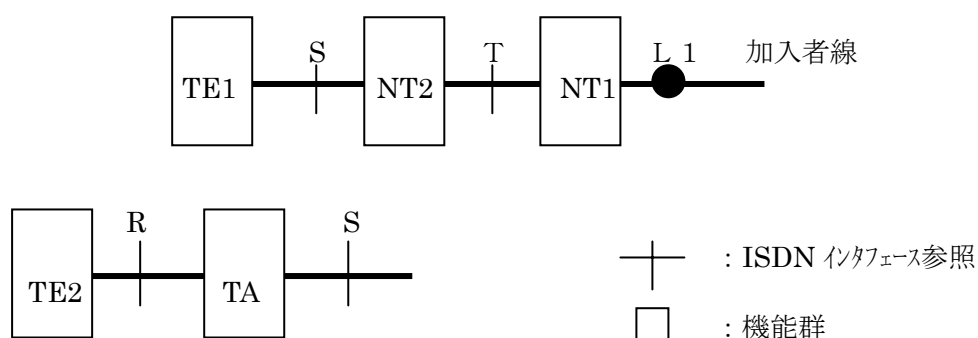 S T L 1 加入者線
TE1 NT2 NT1
R S
: ISDN インタフェース参照
TE2 TA
: 機能群